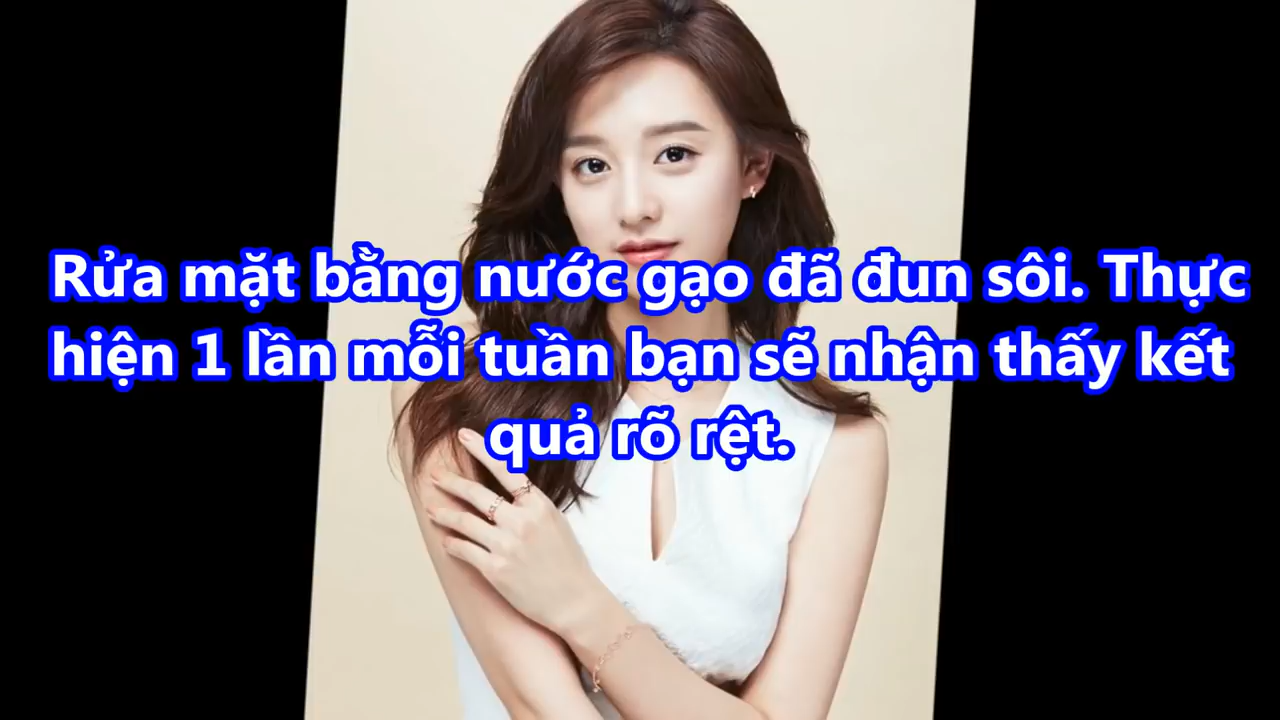 Rửa mặt bằng nước gạo đã đun sôi. Thực
hiện 1 lần mỗi tuần bạn sẽ nhận thấy kết
quả rõ rệt.